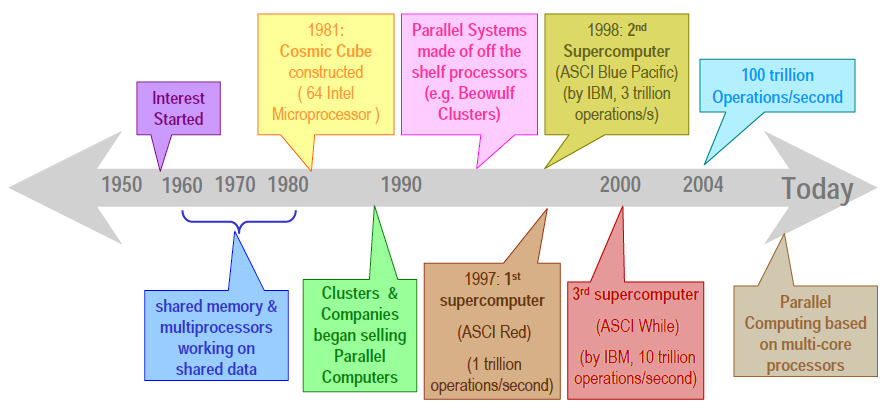 Interest
Started
1981:
Cosmic Cube
constructed
( 64 Intel
Microprocessor )
Parallel Systems
made of off the
shelf processors
(e.g. Beowulf
Clusters)
1998: 2nd
Supercomputer
(ASCI Blue Pacific)
(by IBM, 3 trillion
operations/s)
100 trillion
Operations/second
1950 1960 1970 1980 1990 2000 2004 Today
shared memory &
multiprocessors
working on
shared data
Clusters &
Companies
began selling
Parallel
Computers
1997: 1st
supercomputer
(ASCI Red)
(1 trillion
operations/second)
3rd supercomputer
(ASCI While)
(by IBM, 10 trillion
operations/second)
Parallel
Computing based
on multi-core
processors